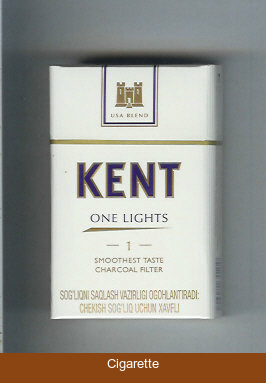 USA BLEND
KENT
ONE LIGHTS
1
SMOOTHEST TASTE
CHARCOAL FILTER
SOG'LIQNI SAQLASH VAZIRLIGI OGOHLANTIRADI:
CHEKISH SOG'LIQ UCHUN XAVFLI
Cigarette